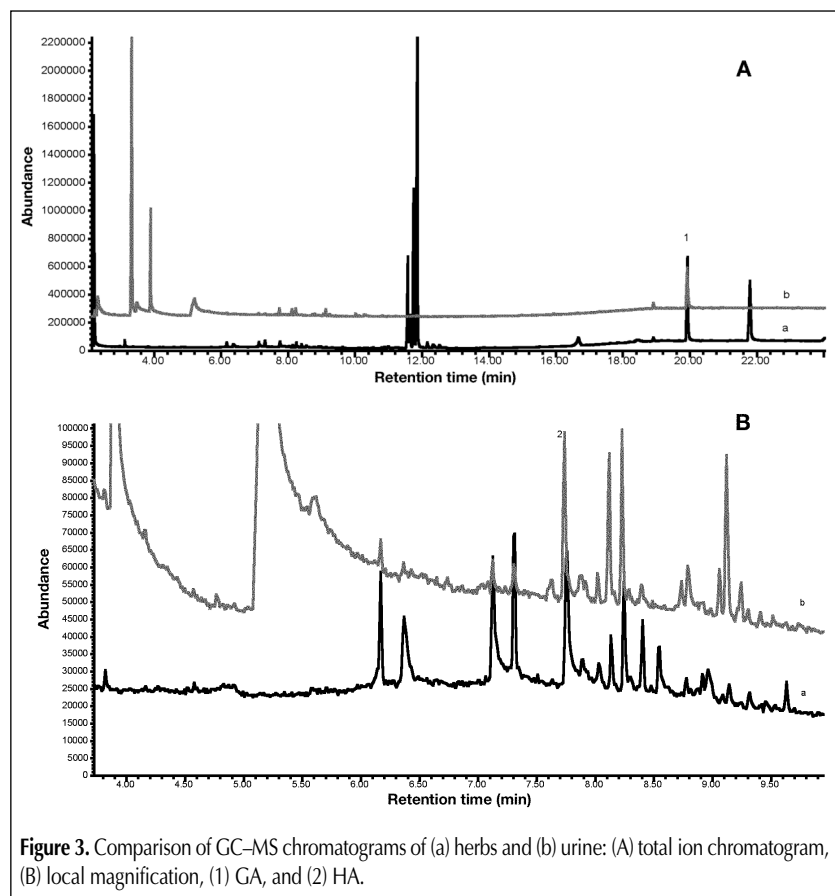 A
Abundance
2200000
2000000
1800000
1600000
1400000
1200000
1000000
800000
600000
400000
200000
0
1
b
a
4.00 6.00 8.00 10.00 12.00 14.00 16.00 18.00 20.00 22.00
Retention time (min)
B
Abundance
100000
95000
90000
85000
80000
75000
70000
65000
60000
55000
50000
45000
40000
35000
30000
25000
20000
15000
10000
5000
0
2
b
a
4.00 4.50 5.00 5.50 6.00 6.50 7.00 7.50 8.00 8.50 9.00 9.50
Retention time (min)
Figure 3. Comparison of GC–MS chromatograms of (a) herbs and (b) urine: (A) total ion chromatogram,
(B) local magnification, (1) GA, and (2) HA.